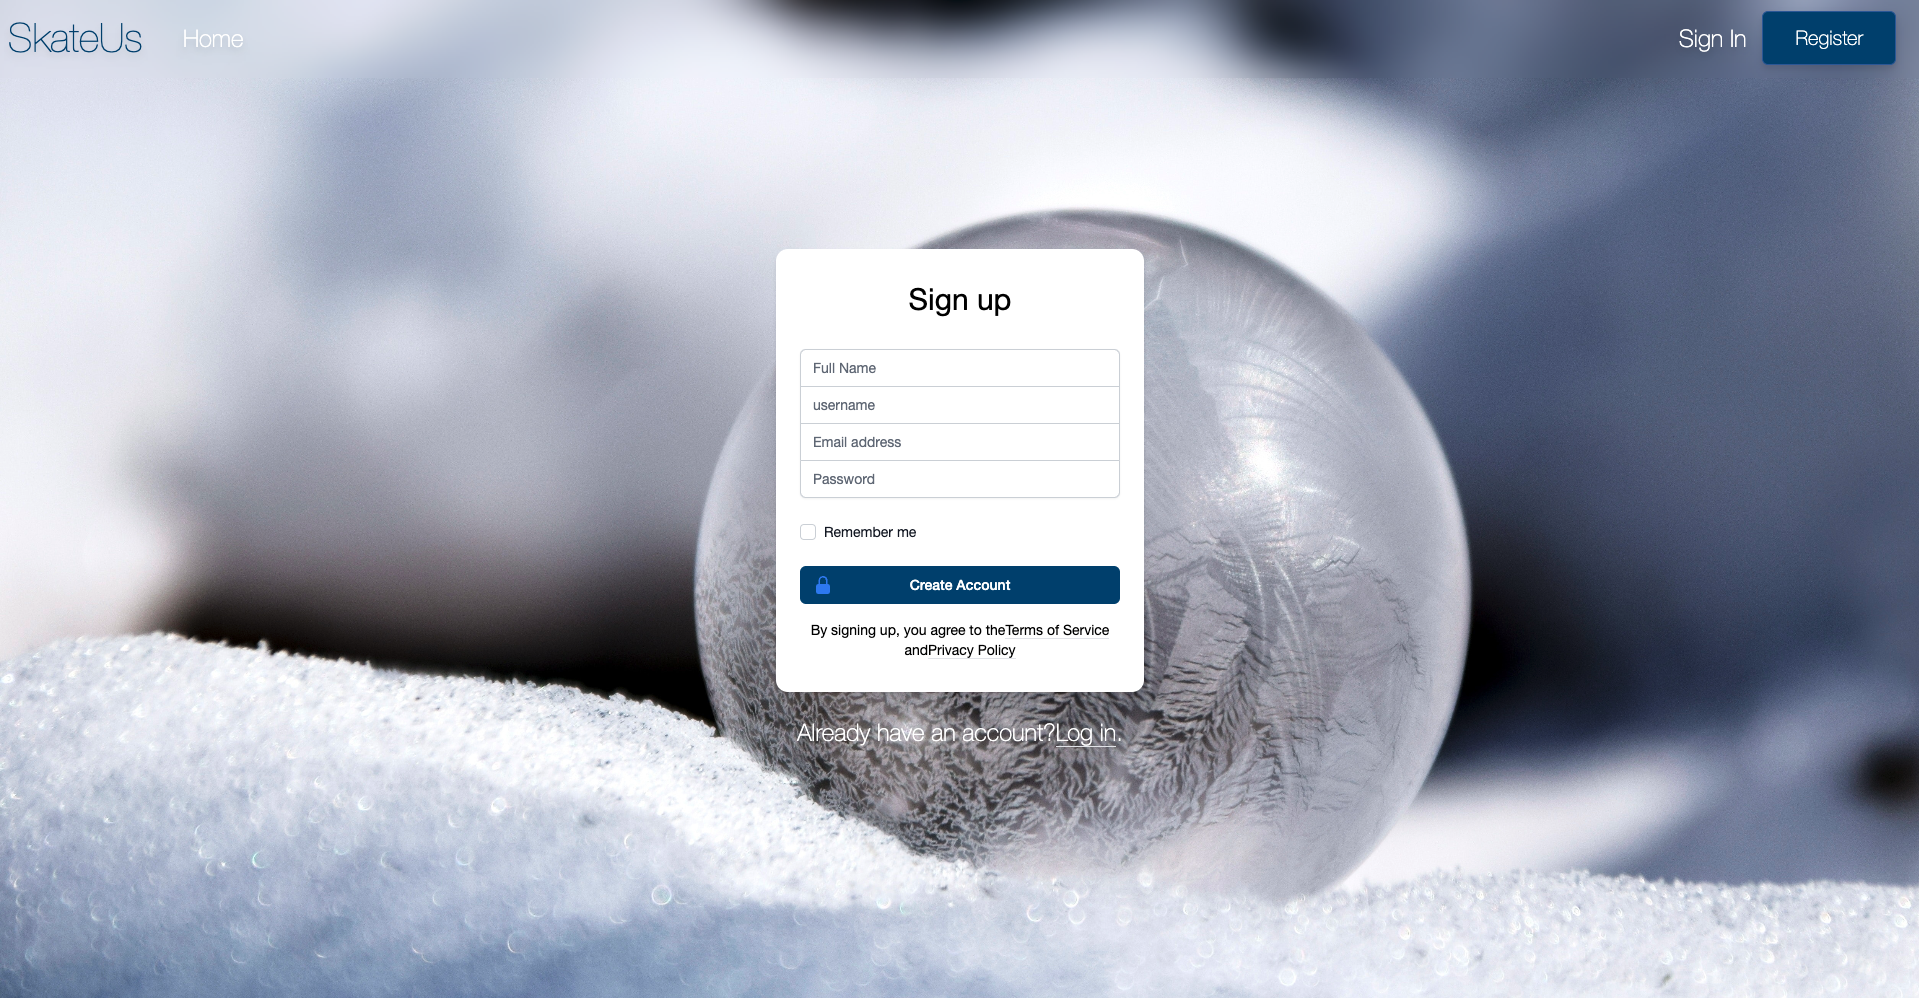 SkateUs Home Sign In Register
Sign up
Full Name
username
Email address
Password
Remember me
Create Account
By signing up, you agree to theTerms of Service
andPrivacy Policy
Already have an account?Log in.